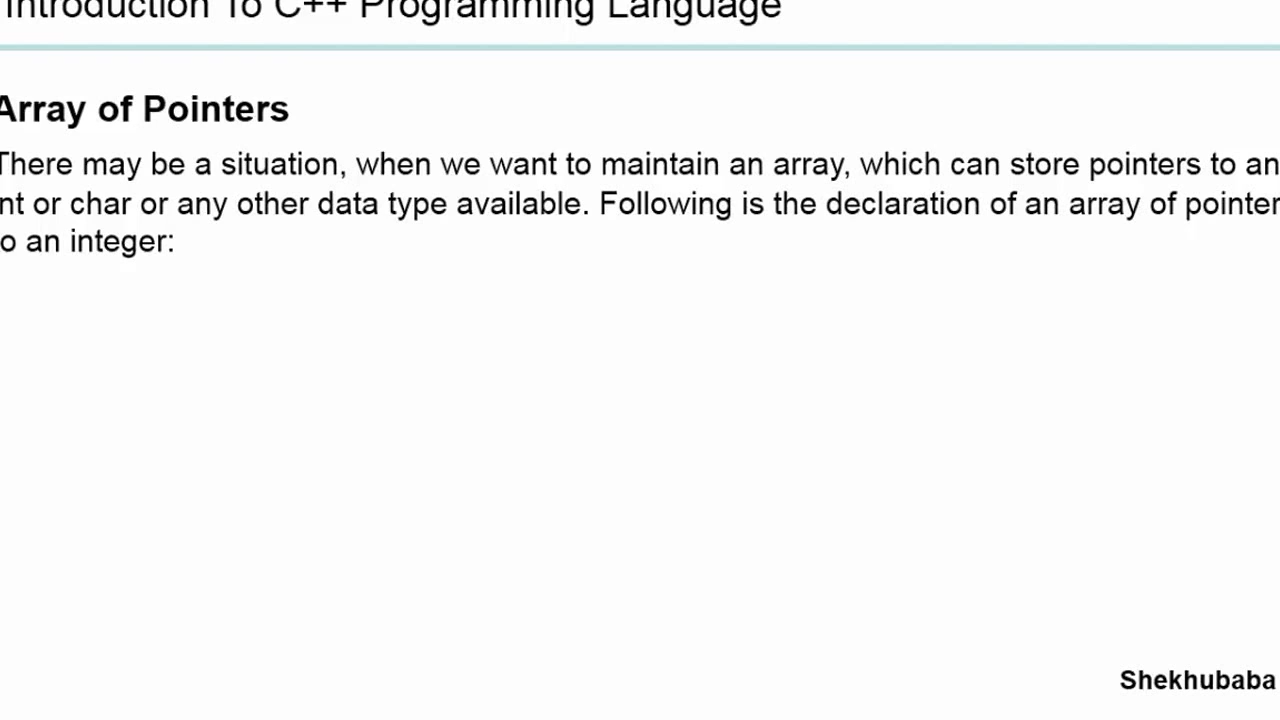 Introduction To C++ Programming Language
Array of Pointers
There may be a situation, when we want to maintain an array, which can store pointers to an
nt or char or any other data type available. Following is the declaration of an array of pointer
o an integer:
Shekhubaba